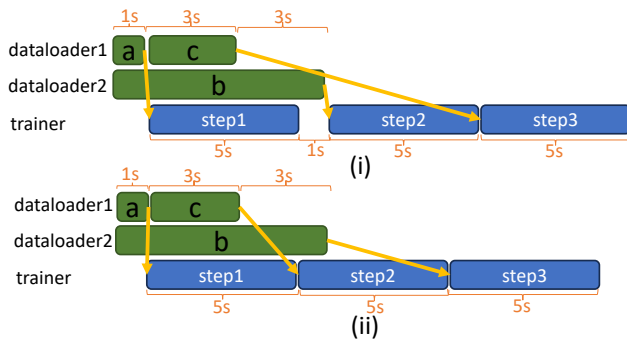 1s 3s 3s
dataloader1 a c
dataloader2 b
trainer step1 step2 step3
5s 1s 5s 5s
(i)
1s 3s 3s
dataloader1 a c
dataloader2 b
trainer step1 step2 step3
5s 5s 5s
(ii)